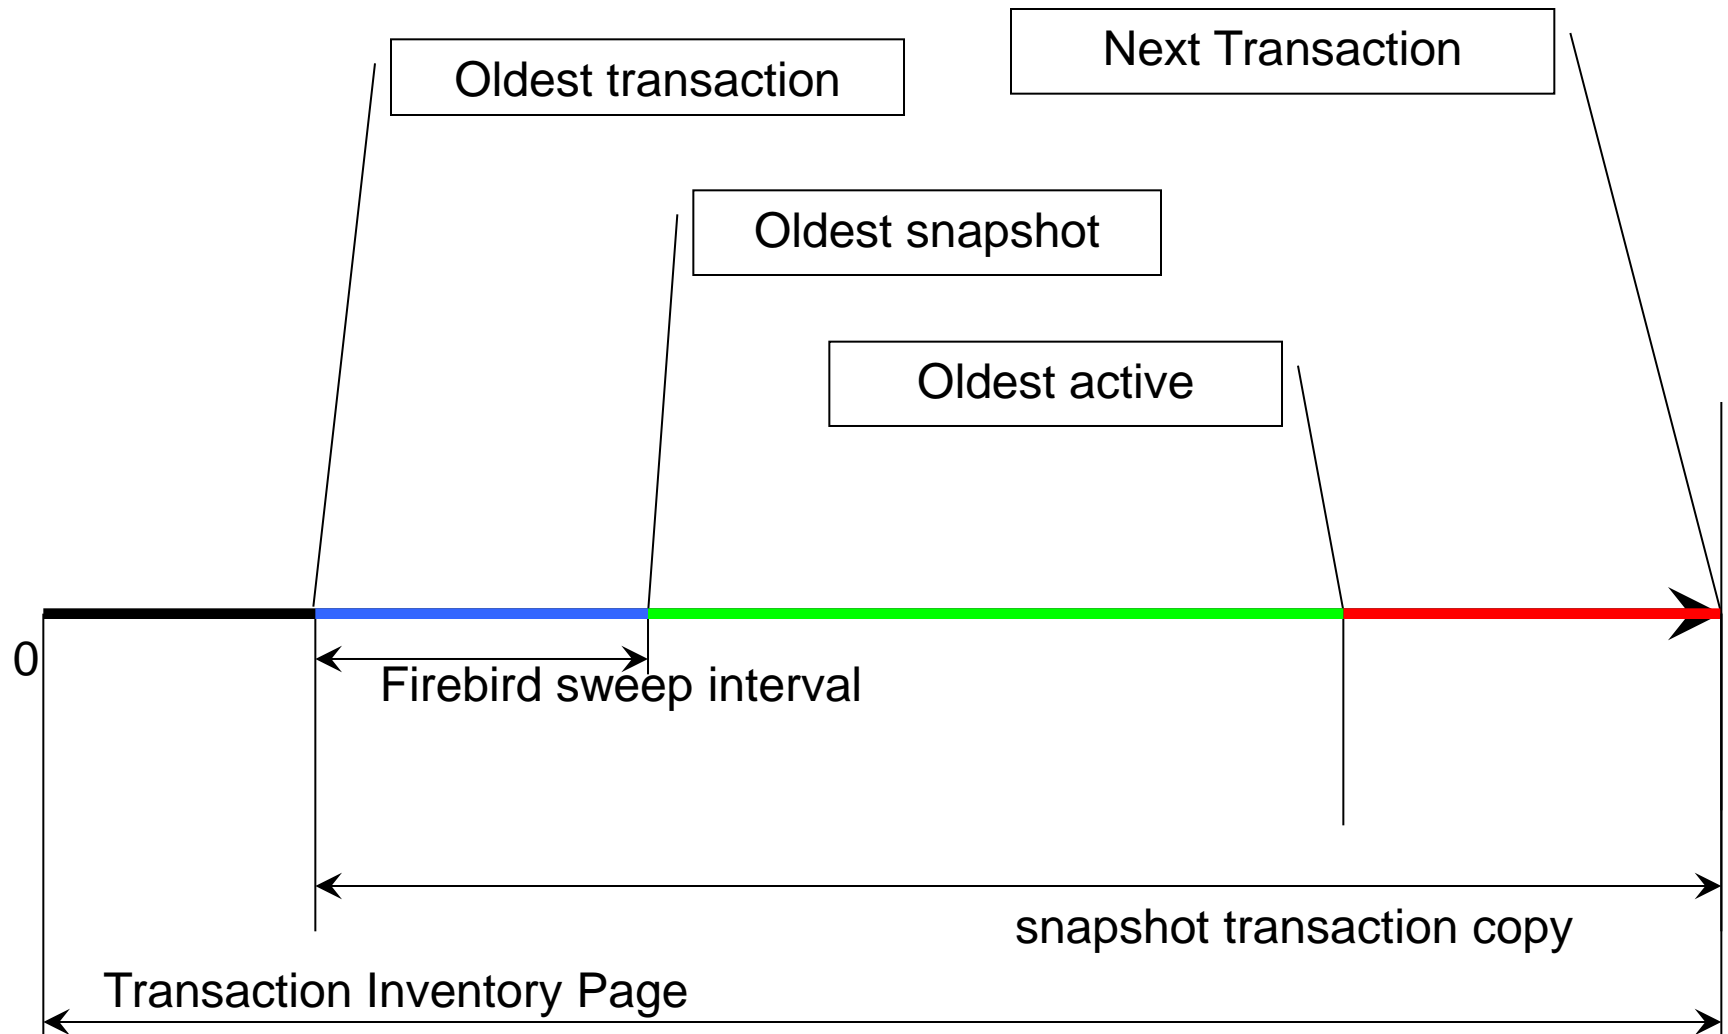 Next Transaction
Oldest transaction
Oldest snapshot
Oldest active
0
Firebird sweep interval
snapshot transaction copy
Transaction Inventory Page